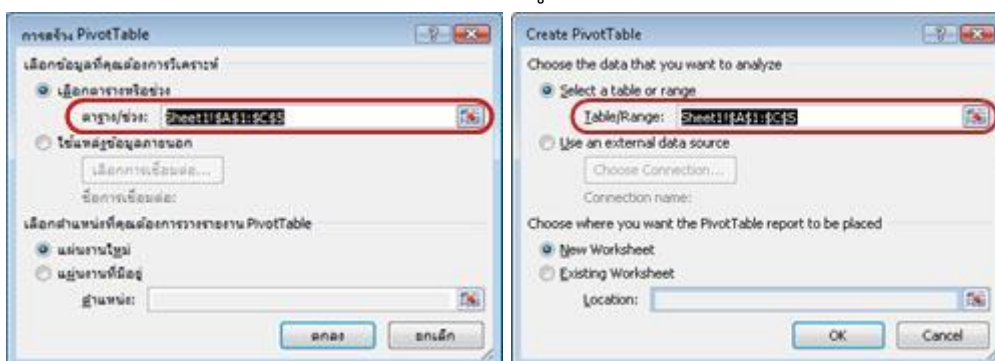 การสร้าง PivotTable
เลือกข้อมูลที่คุณต้องการวิเคราะห์
เลือกตารางหรือช่วง
ตาราง/ช่วง: Sheet1!$A$1:$C$5
ใช้แหล่งข้อมูลภายนอก
เลือกการเชื่อมต่อ...
ชื่อการเชื่อมต่อ:
เลือกตำแหน่งที่คุณต้องการวางรายงาน PivotTable
แผ่นงานใหม่
แผ่นงานที่มีอยู่
ตำแหน่ง:
ตกลง ยกเลิก
Create PivotTable
Choose the data that you want to analyze
Select a table or range
Table/Range: Sheet1!$A$1:$C$5
Use an external data source
Choose Connection...
Connection name:
Choose where you want the PivotTable report to be placed
New Worksheet
Existing Worksheet
Location:
OK Cancel